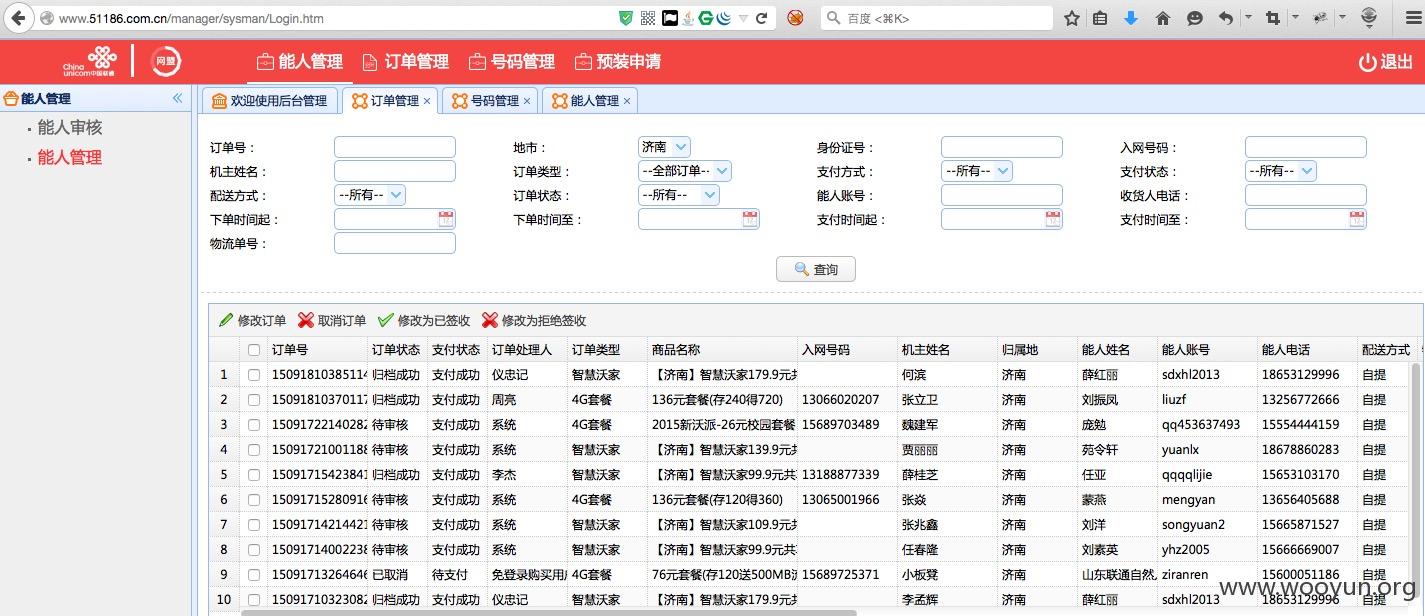 www.51186.com.cn/manager/sysman/Login.htm 百度 <⌘K>
China unicom中国联通 网盟 能人管理 订单管理 号码管理 预装申请 退出
能人管理 « 欢迎使用后台管理 订单管理 × 号码管理 × 能人管理 ×
能人审核
能人管理
订单号： 地市： 济南 身份证号： 入网号码：
机主姓名： 订单类型： --全部订单-- 支付方式： --所有-- 支付状态： --所有--
配送方式： --所有-- 订单状态： --所有-- 能人账号： 收货人电话：
下单时间起： 下单时间至： 支付时间起： 支付时间至：
物流单号：
查询
修改订单 取消订单 修改为已签收 修改为拒绝签收
订单号 订单状态 支付状态 订单处理人 订单类型 商品名称 入网号码 机主姓名 归属地 能人姓名 能人账号 能人电话 配送方式
1 15091810385114 归档成功 支付成功 仪忠记 智慧沃家 【济南】智慧沃家179.9元共 何滨 济南 薛红丽 sdxhl2013 18653129996 自提
2 15091810370117 归档成功 支付成功 周亮 4G套餐 136元套餐(存240得720) 13066020207 张立卫 济南 刘振凤 liuzf 13256772666 自提
3 15091722140282 待审核 支付成功 系统 4G套餐 2015新沃派-26元校园套餐 15689703489 魏建军 济南 庞勉 qq453637493 15554444159 自提
4 15091721001188 待审核 支付成功 系统 智慧沃家 【济南】智慧沃家139.9元共 贾丽丽 济南 苑令轩 yuanlx 18678860283 自提
5 15091715423841 归档成功 支付成功 李杰 智慧沃家 【济南】智慧沃家99.9元共 13188877339 薛桂芝 济南 任亚 qqqqlijie 15653103170 自提
6 15091715280916 待审核 支付成功 系统 4G套餐 136元套餐(存120得360) 13065001966 张焱 济南 蒙燕 mengyan 13656405688 自提
7 15091714214421 待审核 支付成功 系统 智慧沃家 【济南】智慧沃家109.9元共 张兆鑫 济南 刘洋 songyuan2 15665871527 自提
8 15091714002238 待审核 支付成功 系统 智慧沃家 【济南】智慧沃家99.9元共 任春隆 济南 刘素英 yhz2005 15666669007 自提
9 15091713264646 已取消 待支付 免登录购买用户 4G套餐 76元套餐(存120送500MB流 15689725371 小板凳 济南 山东联通自然人 ziranren 15600051186 自提
10 15091710323082 归档成功 支付成功 仪忠记 智慧沃家 【济南】智慧沃家179.9元共 李孟辉 济南 薛红丽 sdxhl2013 18653129996 自提
www.wooyun.org